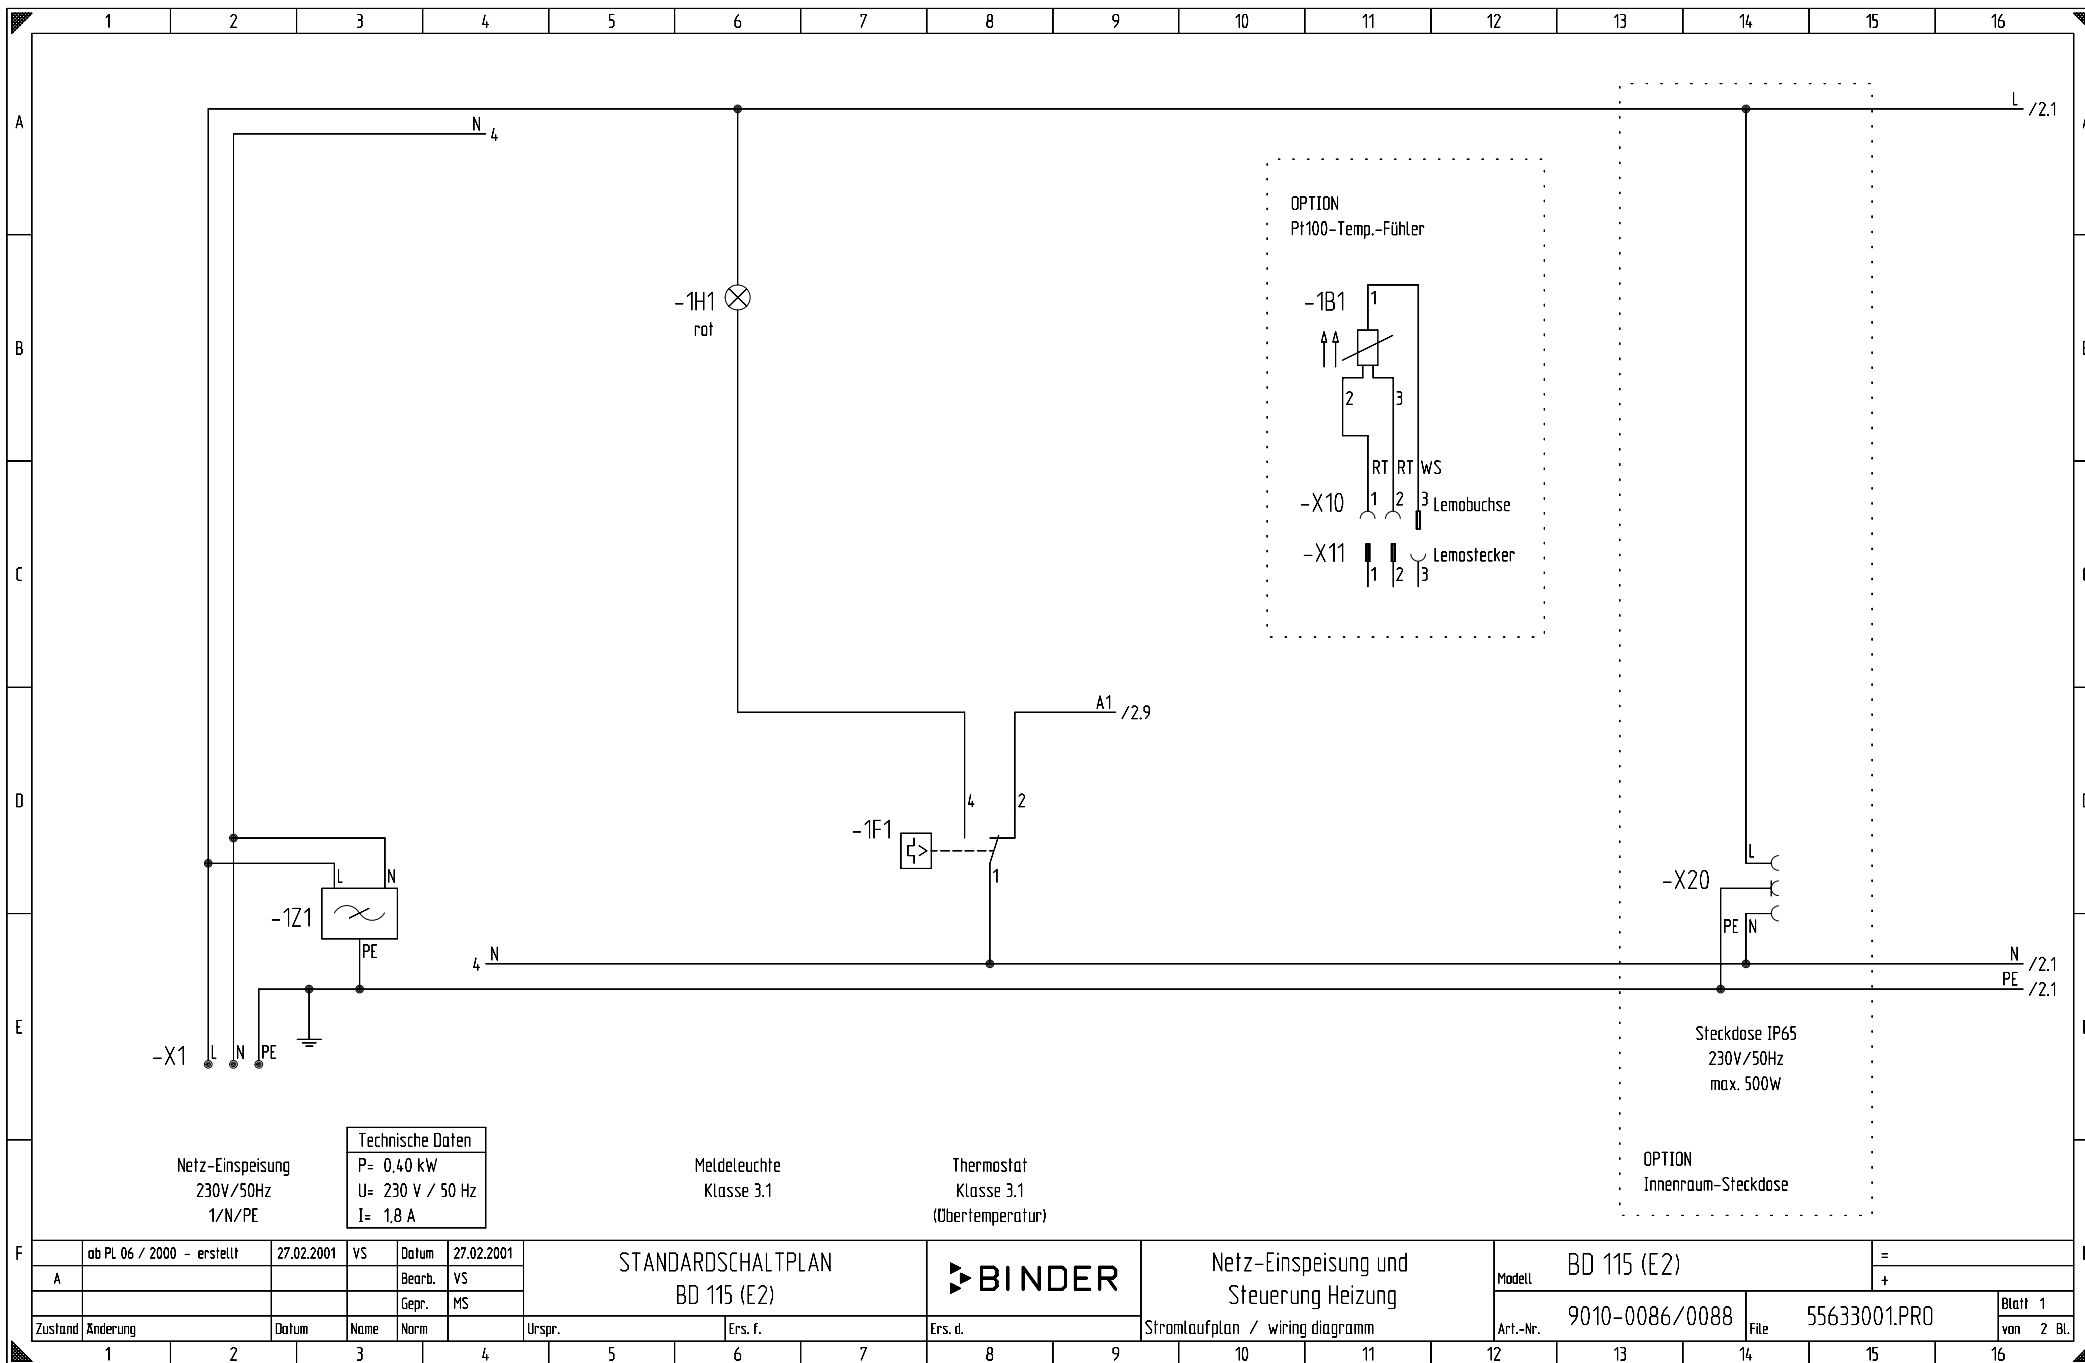 1 2 3 4 5 6 7 8 9 10 11 12 13 14 15 16
A
L /2.1
N 4
OPTION
Pt100-Temp.-Fühler
-1H1
rot
-1B1
1
B
2 3
RT RT WS
-X10 1 2 3 Lemobuchse
-X11 Lemostecker
1 2 3
C
A1 /2.9
D
4 2
-1F1
1
L N
-1Z1
PE
L
-X20
PE N
4 N
N /2.1
PE /2.1
E
-X1 L N PE
Steckdose IP65
230V/50Hz
max. 500W
Technische Daten
P= 0,40 kW
U= 230 V / 50 Hz
I= 1,8 A
Netz-Einspeisung
230V/50Hz
1/N/PE
Meldeleuchte
Klasse 3.1
Thermostat
Klasse 3.1
(Übertemperatur)
OPTION
Innenraum-Steckdose
F
ab PL 06 / 2000 - erstellt 27.02.2001 VS Datum 27.02.2001
A Bearb. VS
Gepr. MS
Zustand Änderung Datum Name Norm
STANDARDSCHALTPLAN
BD 115 (E2)
Urspr. Ers. f. Ers. d.
BINDER
Netz-Einspeisung und
Steuerung Heizung
Stromlaufplan / wiring diagramm
Modell BD 115 (E2)
Art.-Nr. 9010-0086/0088 File 55633001.PRO
=
+
Blatt 1
von 2 Bl.
1 2 3 4 5 6 7 8 9 10 11 12 13 14 15 16